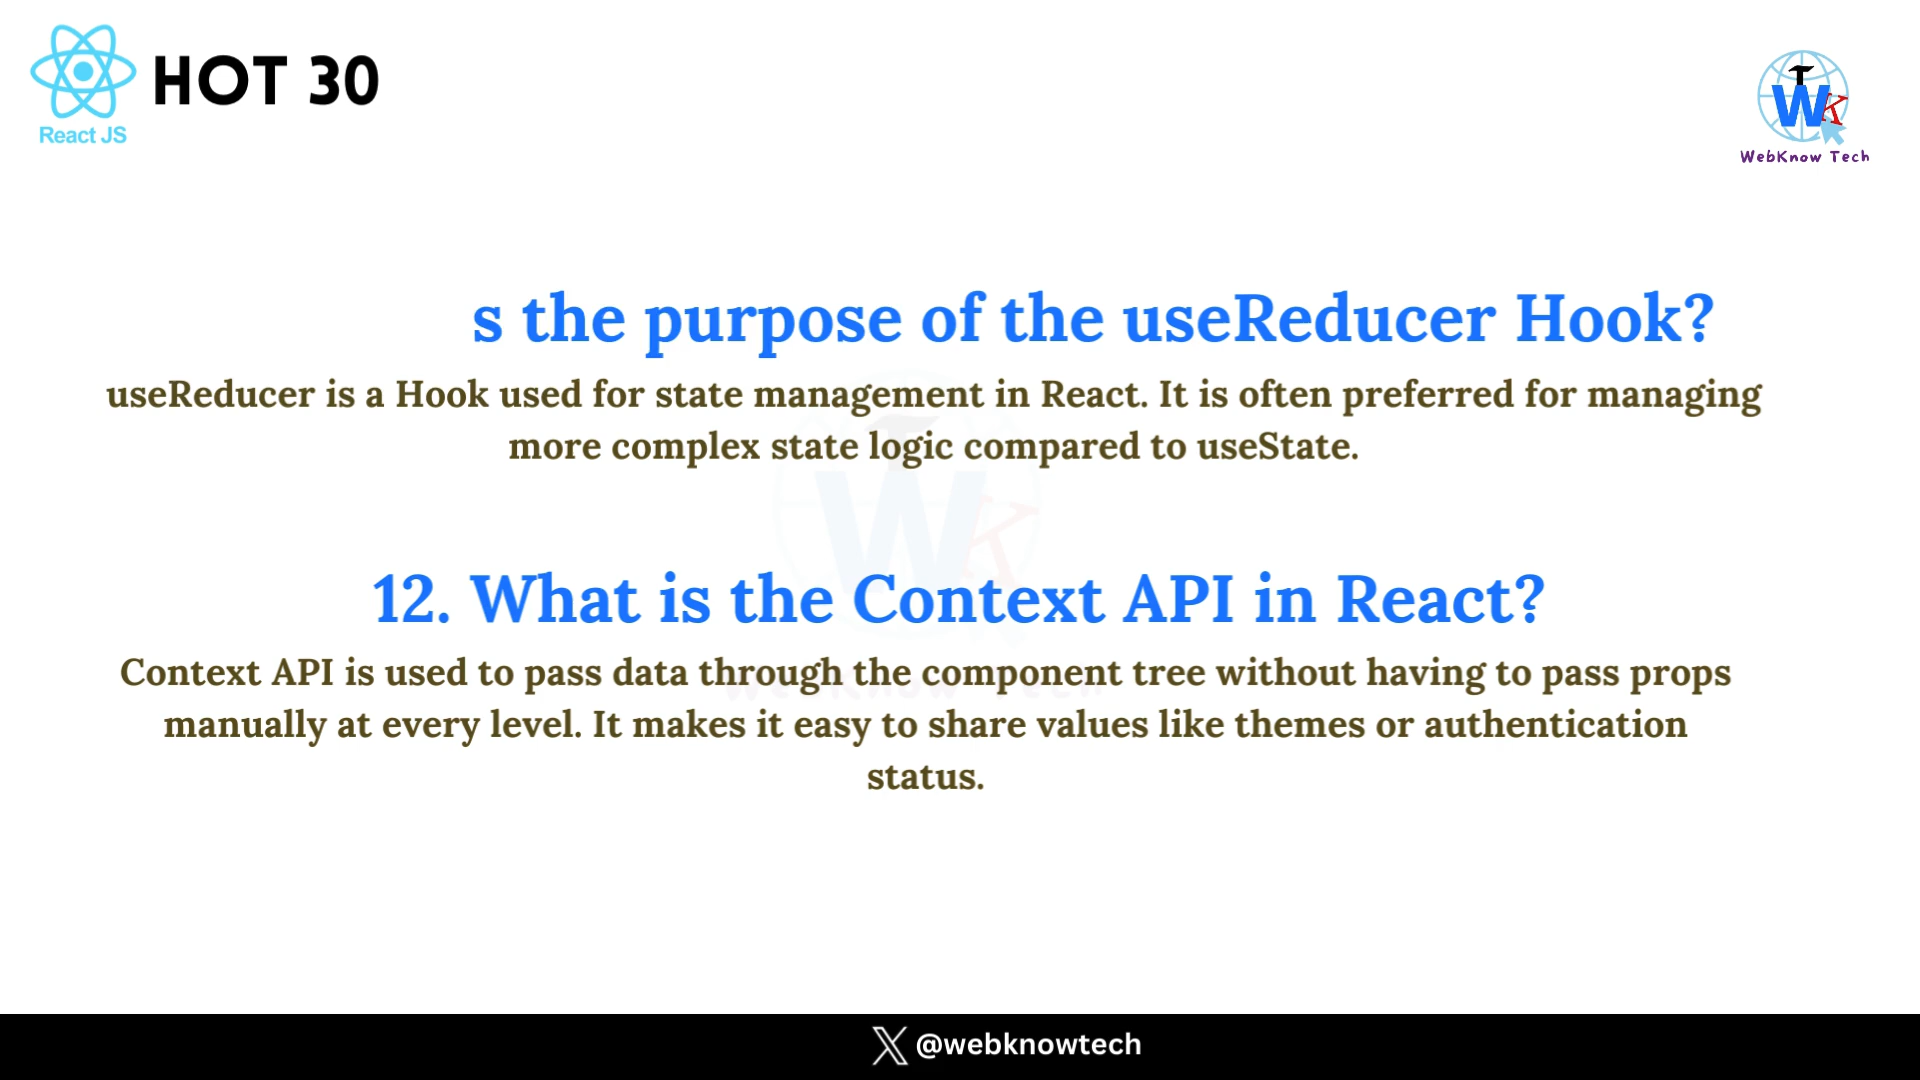 HOT 30
React JS
WebKnow Tech
s the purpose of the useReducer Hook?
useReducer is a Hook used for state management in React. It is often preferred for managing
more complex state logic compared to useState.
12. What is the Context API in React?
Context API is used to pass data through the component tree without having to pass props
manually at every level. It makes it easy to share values like themes or authentication
status.
@webknowtech